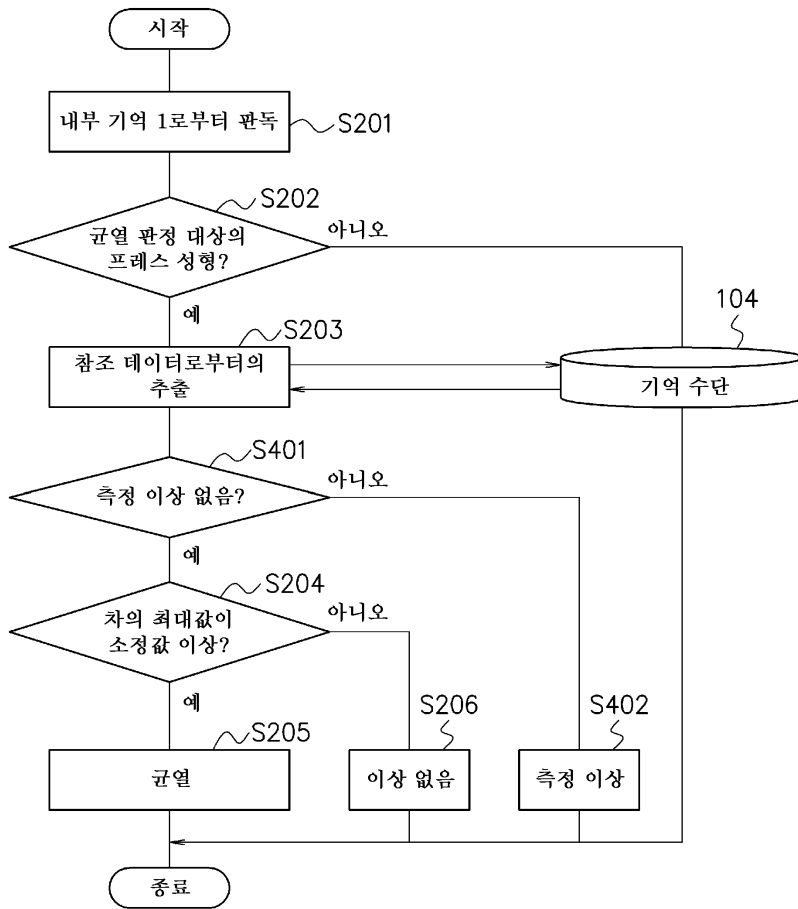 시작
내부 기억 1로부터 판독
S201
S202
균열 판정 대상의
프레스 성형?
아니오
예
S203
104
참조 데이터로부터의
추출
기억 수단
S401
측정 이상 없음?
아니오
예
S204
차의 최대값이
소정값 이상?
아니오
예
S205
S206
S402
균열
이상 없음
측정 이상
종료